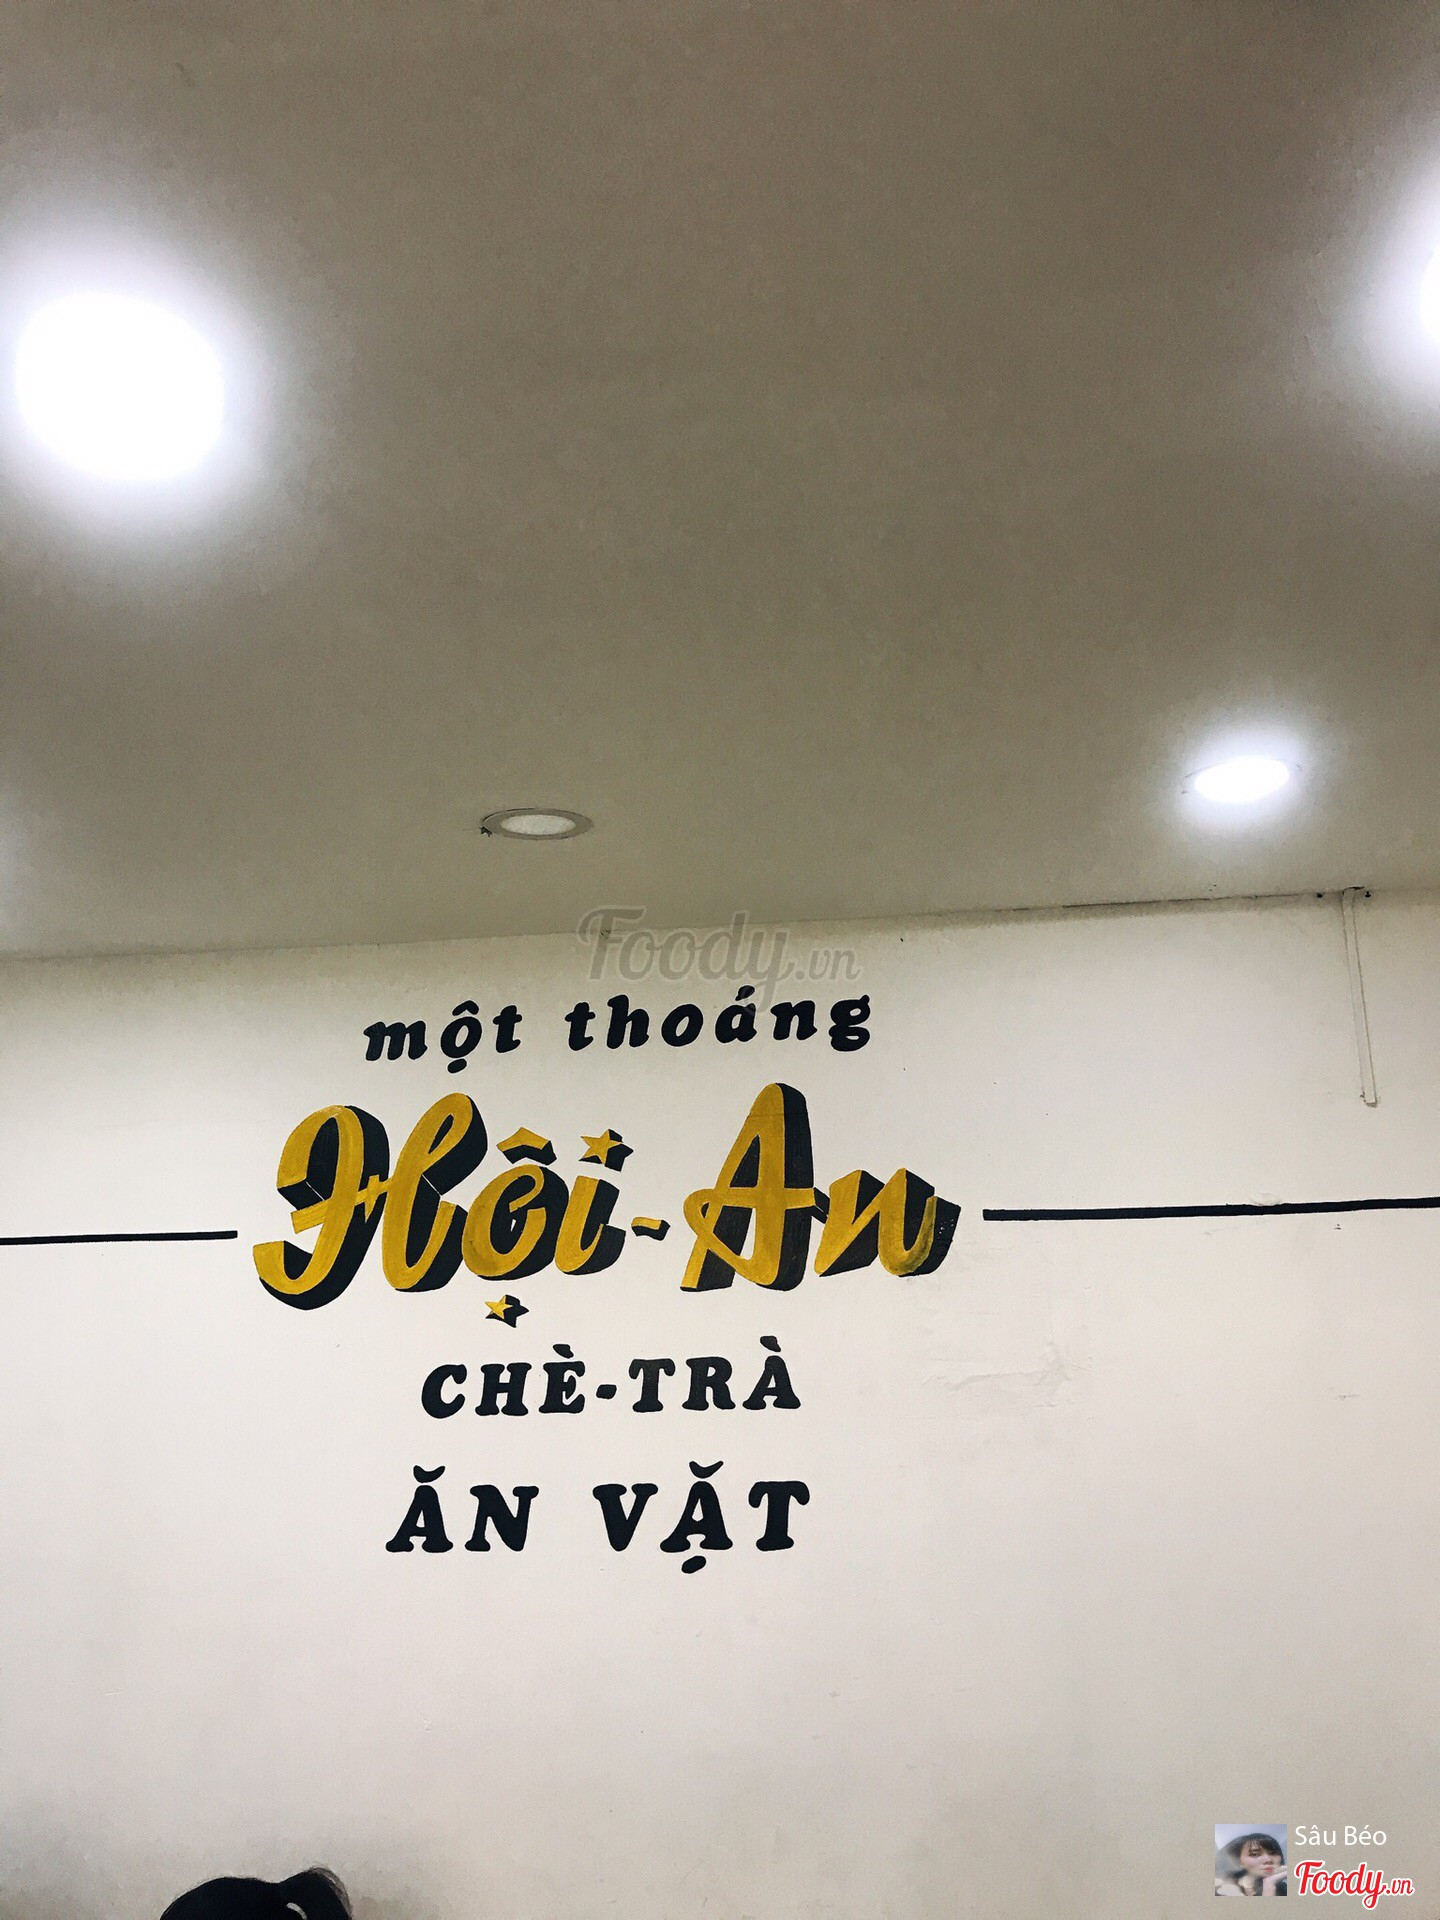 Foody.vn
một thoáng
Hội-An
CHÈ-TRÀ
ĂN VẶT
Sâu Béo
Foody.vn